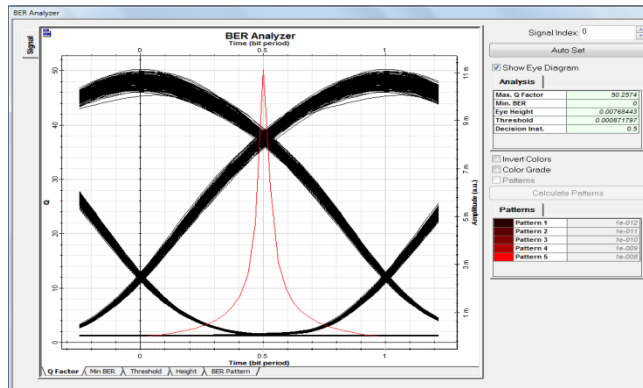 BER Analyzer
Signal
0 0.5 1
Time (bit period)
Q
50
40
30
20
10
0
Amplitude (a.u.)
11 m
9 m
7 m
5 m
3 m
1 m
0 0.5 1
Time (bit period)
Q Factor Min BER Threshold Height BER Pattern
Signal Index: 0
Auto Set
Show Eye Diagram
Analysis
Max. Q Factor 50.2574
Min. BER 0
Eye Height 0.00768443
Threshold 0.000871797
Decision Inst. 0.5
Invert Colors
Color Grade
Patterns
Calculate Patterns
Patterns
Pattern 1 1e-012
Pattern 2 1e-011
Pattern 3 1e-010
Pattern 4 1e-009
Pattern 5 1e-008